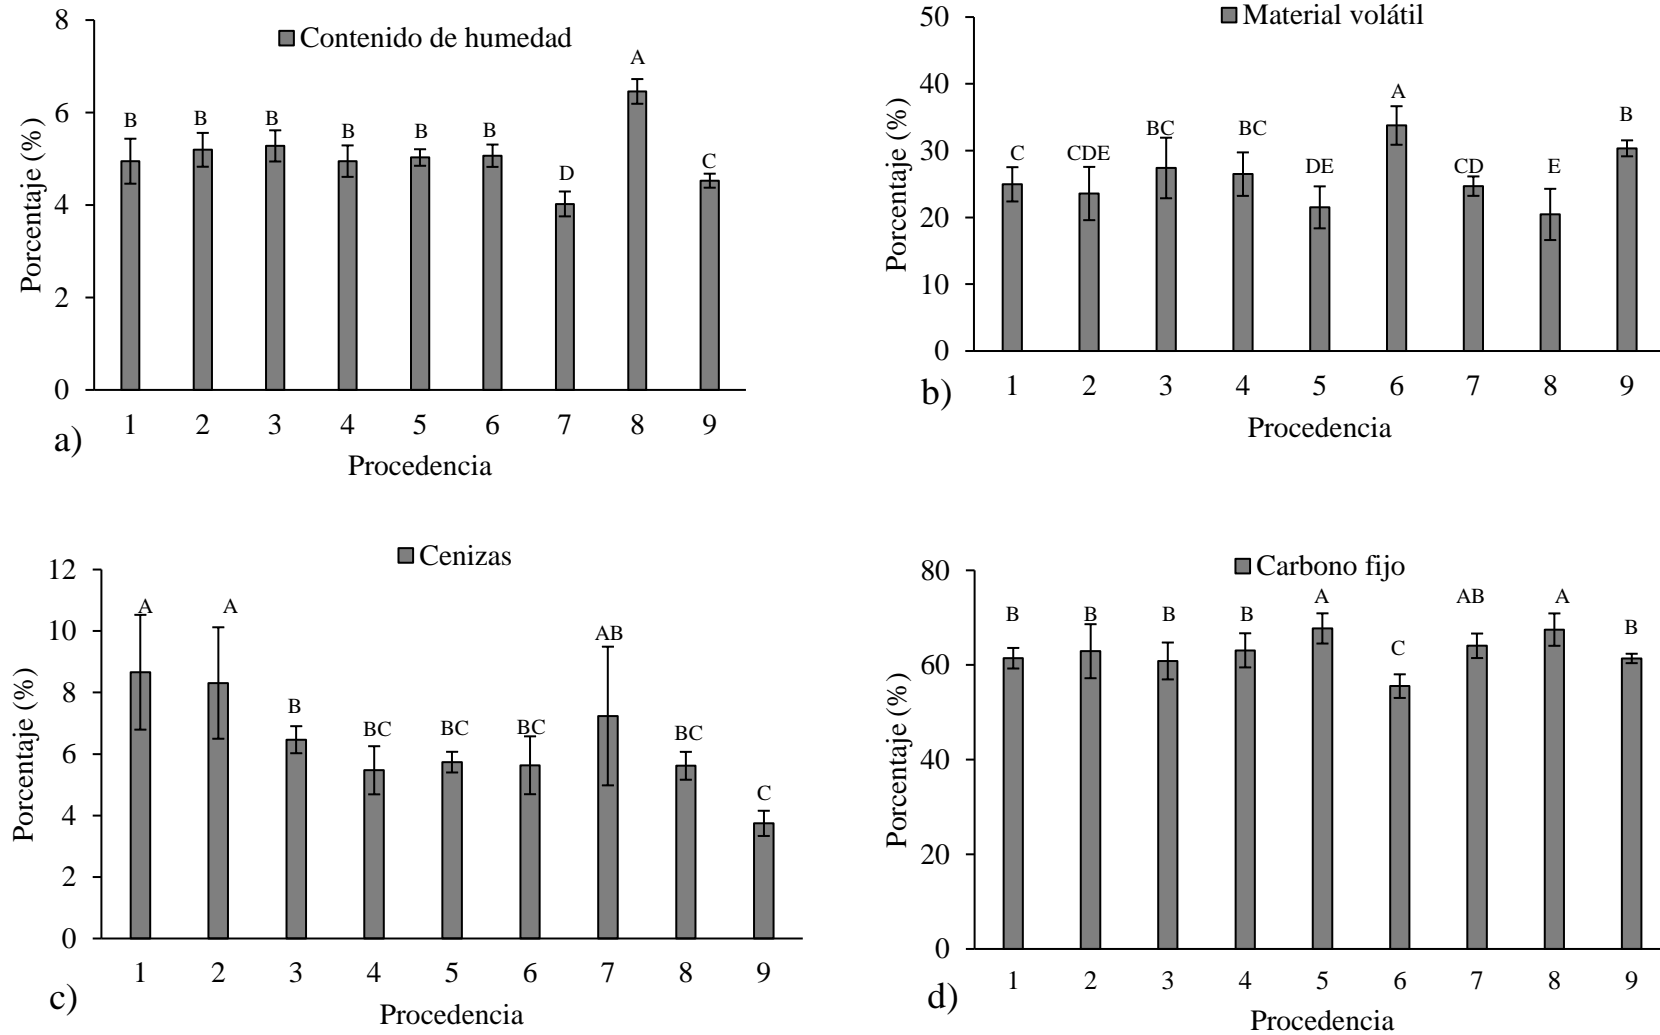 Contenido de humedad
Porcentaje (%)
8
6
4
2
0
B
B
B
B
B
B
D
A
C
1 2 3 4 5 6 7 8 9
a)
Procedencia
Material volátil
Porcentaje (%)
50
40
30
20
10
0
C
CDE
BC
BC
DE
A
CD
E
B
1 2 3 4 5 6 7 8 9
b)
Procedencia
Cenizas
Porcentaje (%)
12
10
8
6
4
2
0
A
A
B
BC
BC
BC
AB
BC
C
1 2 3 4 5 6 7 8 9
c)
Procedencia
Carbono fijo
Porcentaje (%)
80
60
40
20
0
B
B
B
B
A
C
AB
A
B
1 2 3 4 5 6 7 8 9
d)
Procedencia